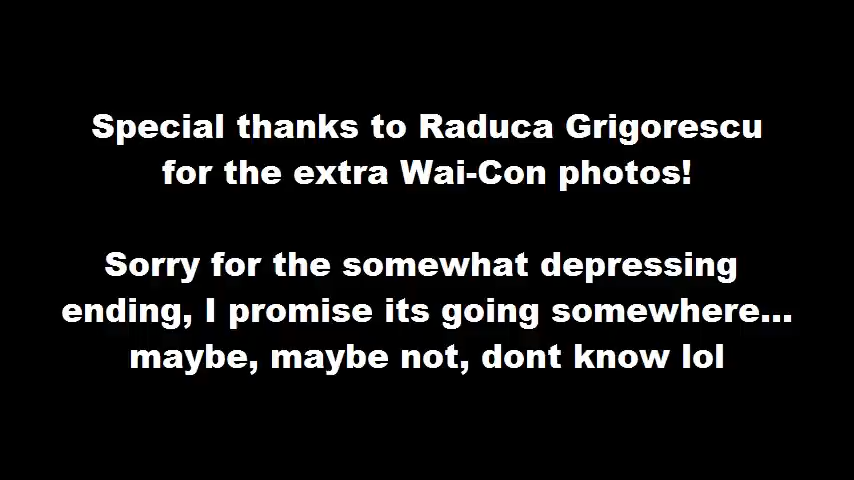 Special thanks to Raduca Grigorescu
for the extra Wai-Con photos!
Sorry for the somewhat depressing
ending, I promise its going somewhere...
maybe, maybe not, dont know lol